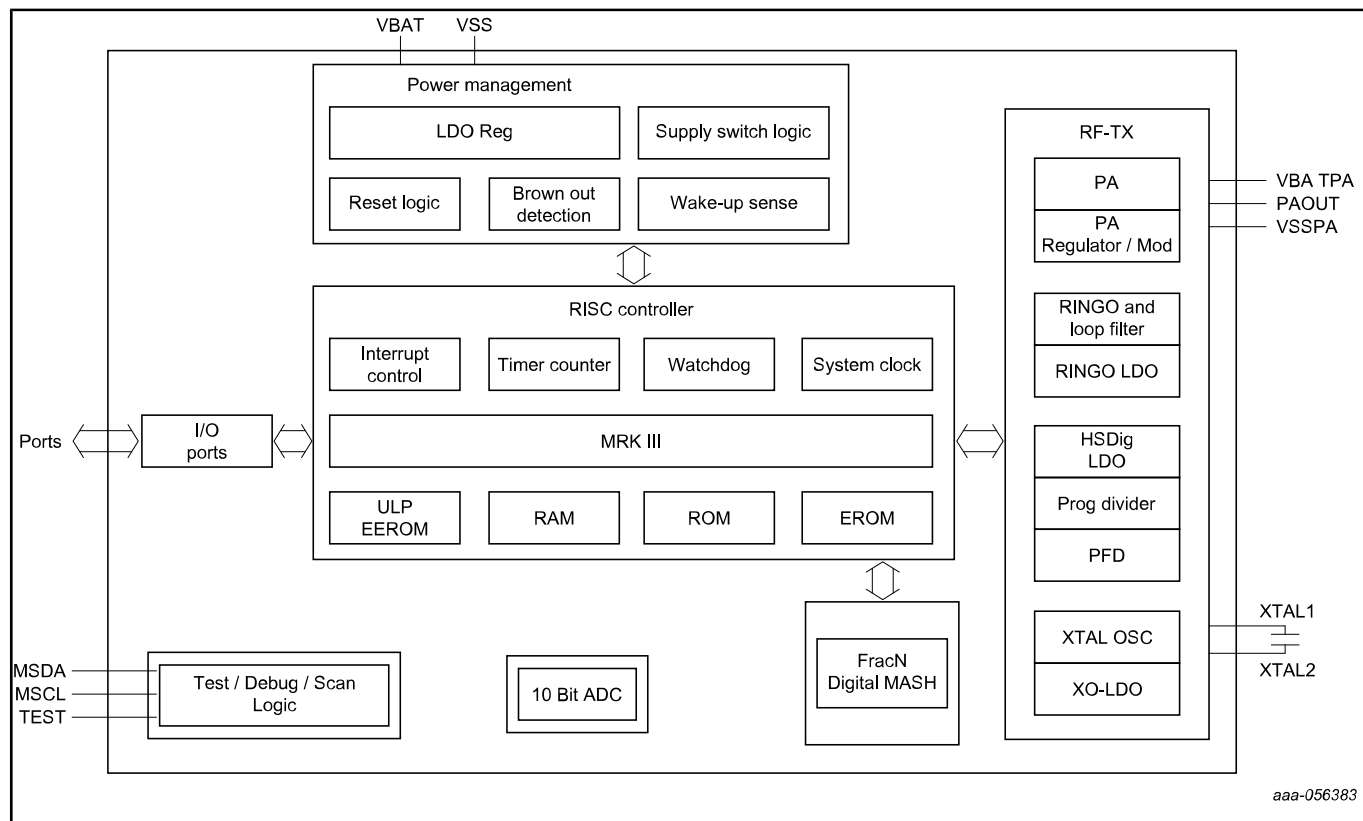 VBAT
VSS
Power management
LDO Reg
Supply switch logic
Reset logic
Brown out
detection
Wake-up sense
RISC controller
Interrupt
control
Timer counter
Watchdog
System clock
MRK III
ULP
EEROM
RAM
ROM
EROM
Ports
I/O
ports
RF-TX
PA
PA
Regulator / Mod
RINGO and
loop filter
RINGO LDO
HSDig
LDO
Prog divider
PFD
XTAL OSC
XO-LDO
VBA TPA
PAOUT
VSSPA
XTAL1
XTAL2
MSDA
MSCL
TEST
Test / Debug / Scan
Logic
10 Bit ADC
FracN
Digital MASH
aaa-056383